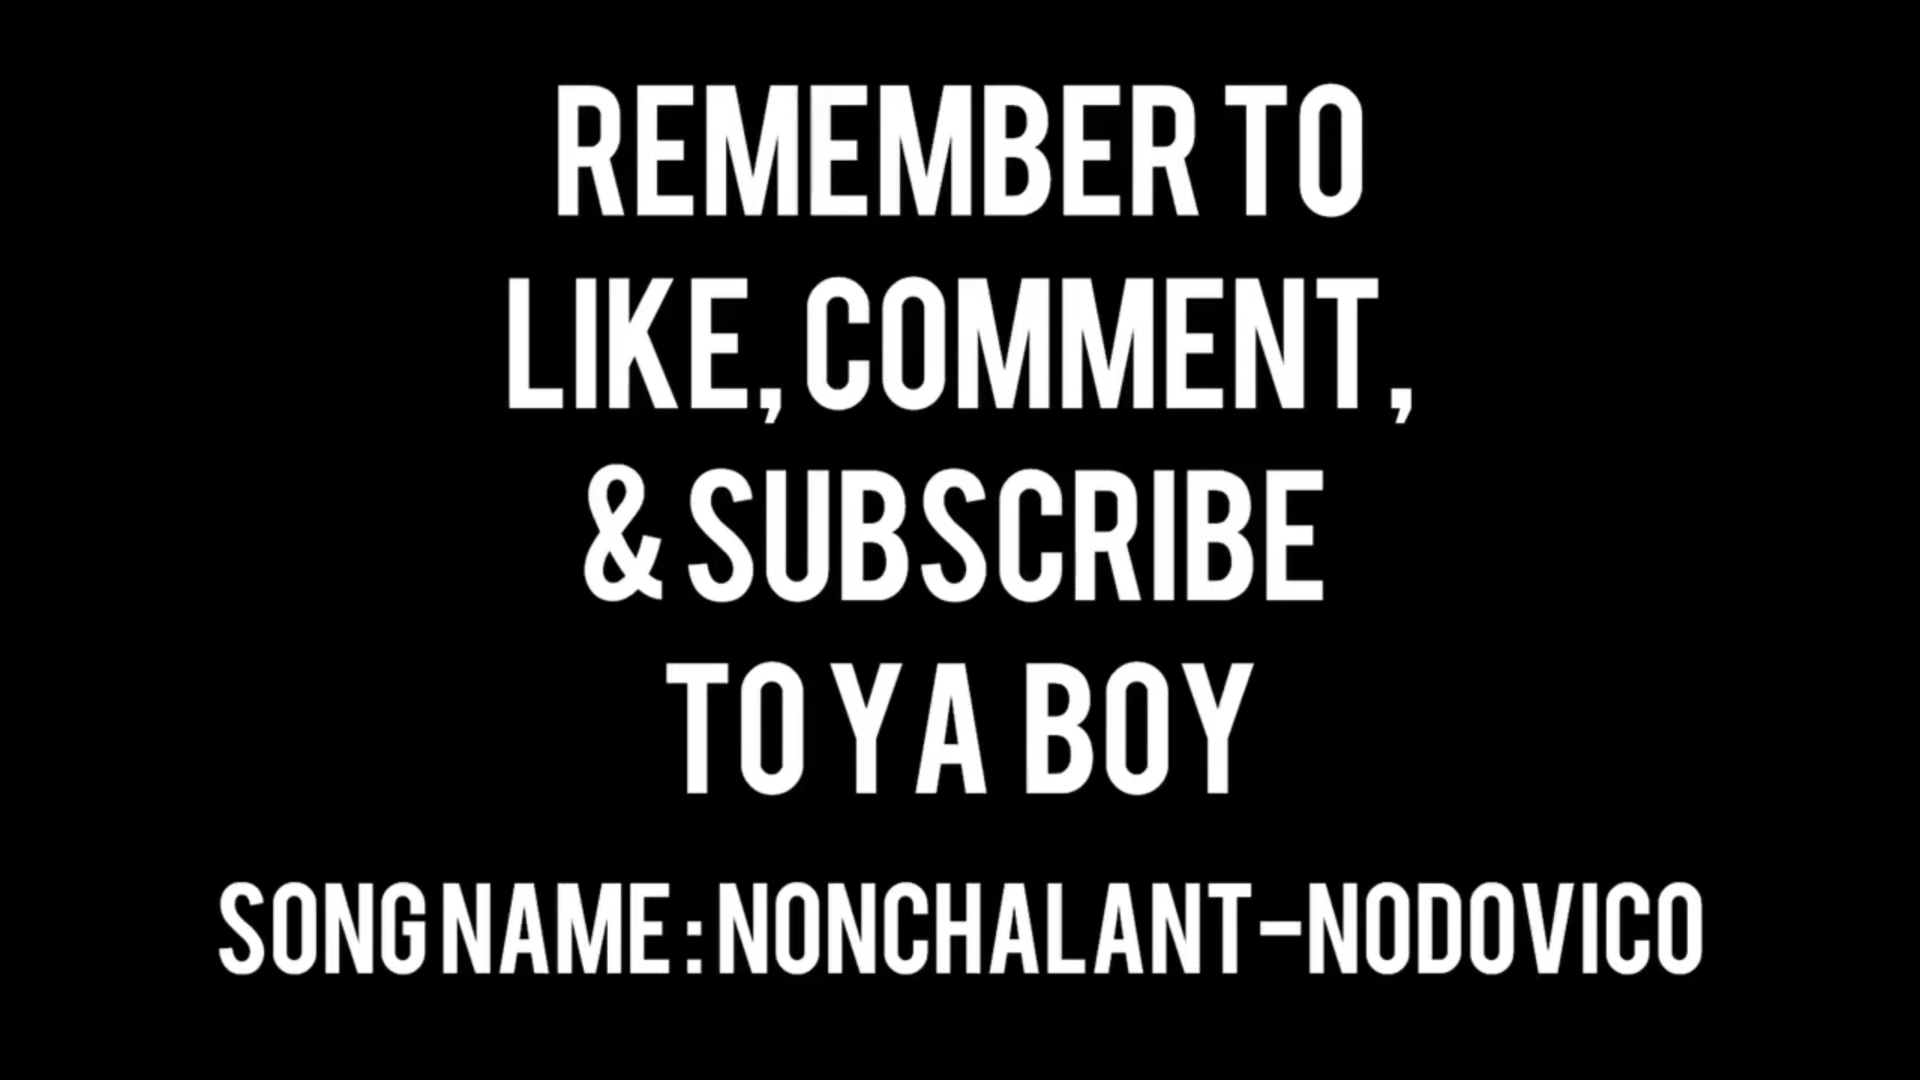 REMEMBER TO
LIKE, COMMENT,
& SUBSCRIBE
TO YA BOY
SONG NAME : NONCHALANT - NODOVICO